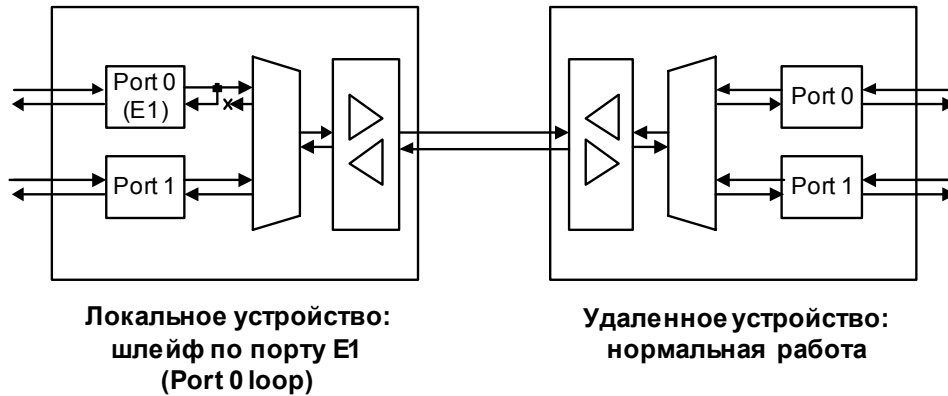 Port 0
(E1)
Port 1
Port 0
Port 1
Локальное устройство:
шлейф по порту E1
(Port 0 loop)
Удаленное устройство:
нормальная работа